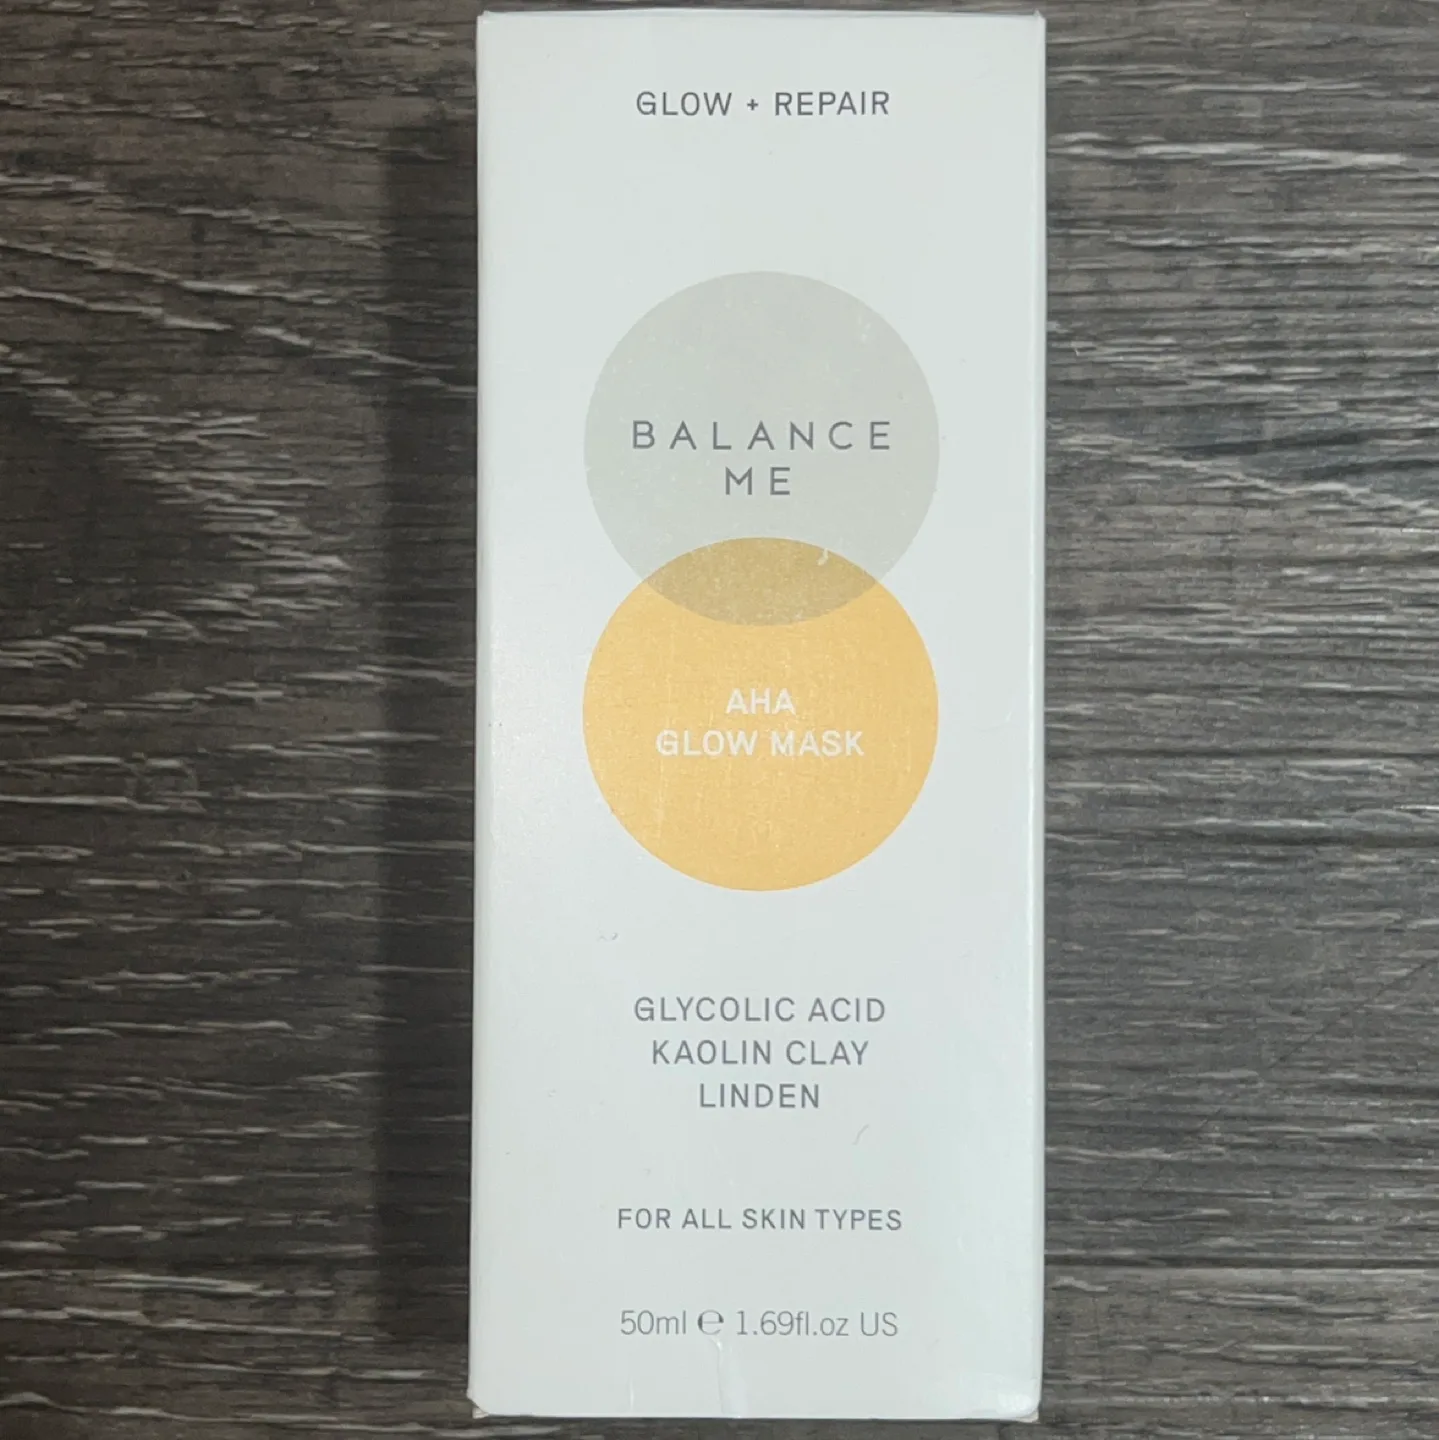 GLOW + REPAIR
BALANCE
ME
AHA
GLOW MASK
GLYCOLIC ACID
KAOLIN CLAY
LINDEN
FOR ALL SKIN TYPES
50ml ℮ 1.69fl.oz US